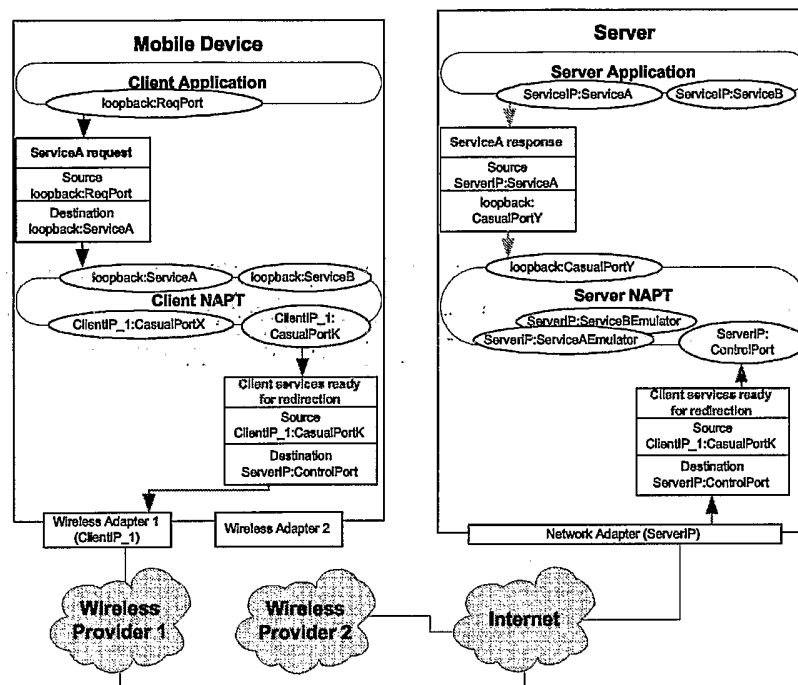 Mobile Device
Client Application
loopback:ReqPort
ServiceA request
Source
loopback:ReqPort
Destination
loopback:ServiceA
loopback:ServiceA
loopback:ServiceB
Client NAPT
ClientIP_1:CasualPortX
ClientIP_1:
CasualPortK
Client services ready
for redirection
Source
ClientIP_1:CasualPortK
Destination
ServerIP:ControlPort
Wireless Adapter 1
(ClientIP_1)
Wireless Adapter 2
Server
Server Application
ServiceIP:ServiceA
ServiceIP:ServiceB
ServiceA response
Source
ServerIP:ServiceA
loopback:
CasualPortY
loopback:CasualPortY
Server NAPT
ServerIP:ServiceBEmulator
ServerIP:ServiceAEmulator
ServerIP:
ControlPort
Client services ready
for redirection
Source
ClientIP_1:CasualPortK
Destination
ServerIP:ControlPort
Network Adapter (ServerIP)
Wireless
Provider 1
Wireless
Provider 2
Internet